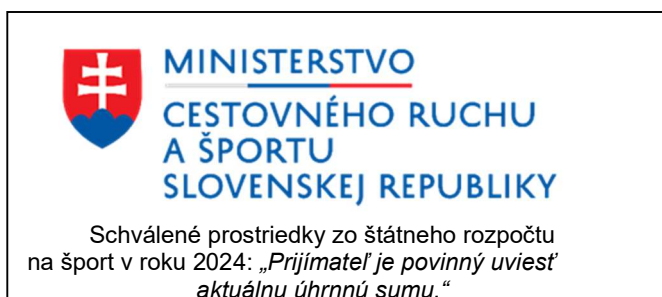 MINISTERSTVO
CESTOVNÉHO RUCHU
A ŠPORTU
SLOVENSKEJ REPUBLIKY
Schválené prostriedky zo štátneho rozpočtu
na šport v roku 2024: „Prijímateľ je povinný uviesť
aktuálnu úhrnnú sumu.“